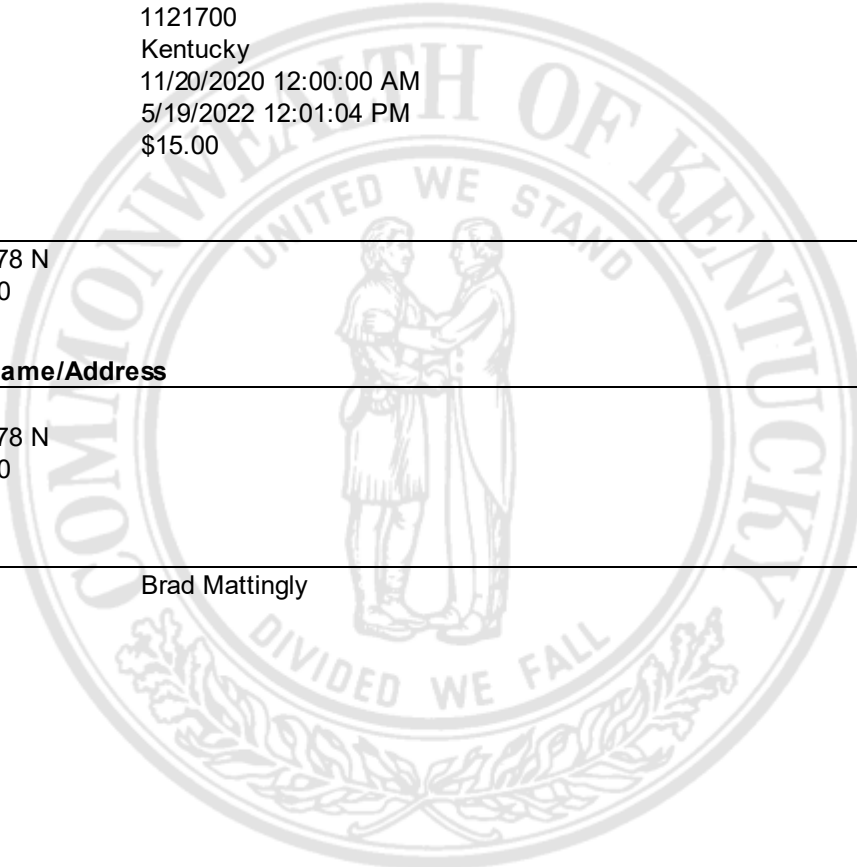 1121700
Kentucky
11/20/2020 12:00:00 AM
5/19/2022 12:01:04 PM
$15.00
COMMONWEALTH OF KENTUCKY
UNITED WE STAND
78 N
0
ame/Address
78 N
0
Brad Mattingly
DIVIDED WE FALL